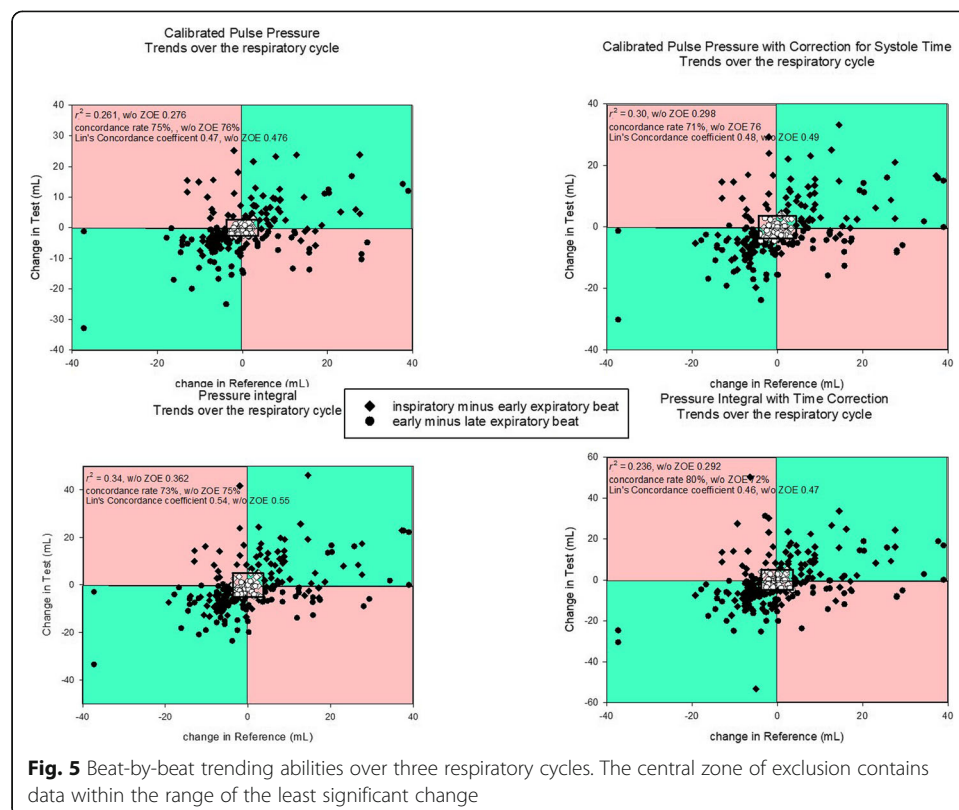 Calibrated Pulse Pressure
Trends over the respiratory cycle
r² = 0.261, w/o ZOE 0.276
concordance rate 75%, , w/o ZOE 76%
Lin's Concordance coefficient 0.47, w/o ZOE 0.476
Change in Test (mL)
40
30
20
10
0
-10
-20
-30
-40
-40
-20
0
20
40
change in Reference (mL)
Calibrated Pulse Pressure with Correction for Systole Time
Trends over the respiratory cycle
r² = 0.30, w/o ZOE 0.298
concordance rate 71%, w/o ZOE 76
Lin's Concordance coefficient 0.48, w/o ZOE 0.49
Change in Test (mL)
40
20
0
-20
-40
-40
-20
0
20
40
change in Reference (mL)
Pressure integral
Trends over the respiratory cycle
inspiratory minus early expiratory beat
early minus late expiratory beat
r² = 0.34, w/o ZOE 0.362
concordance rate 73%, w/o ZOE 75%
Lin's Concordance coefficient 0.54, w/o ZOE 0.55
Change in Test (mL)
40
20
0
-20
-40
-40
-20
0
20
40
change in Reference (mL)
Pressure Integral with Time Correction
Trends over the respiratory cycle
r² = 0.236, w/o ZOE 0.292
concordance rate 80%, w/o ZOE 72%
Lin's Concordance coefficient 0.46, w/o ZOE 0.47
Change in Test (mL)
60
40
20
0
-20
-40
-60
-40
-20
0
20
40
change in Reference (mL)
Fig. 5 Beat-by-beat trending abilities over three respiratory cycles. The central zone of exclusion contains
data within the range of the least significant change